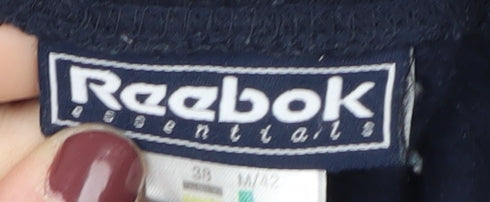 Reebok
essentials
38 M/42